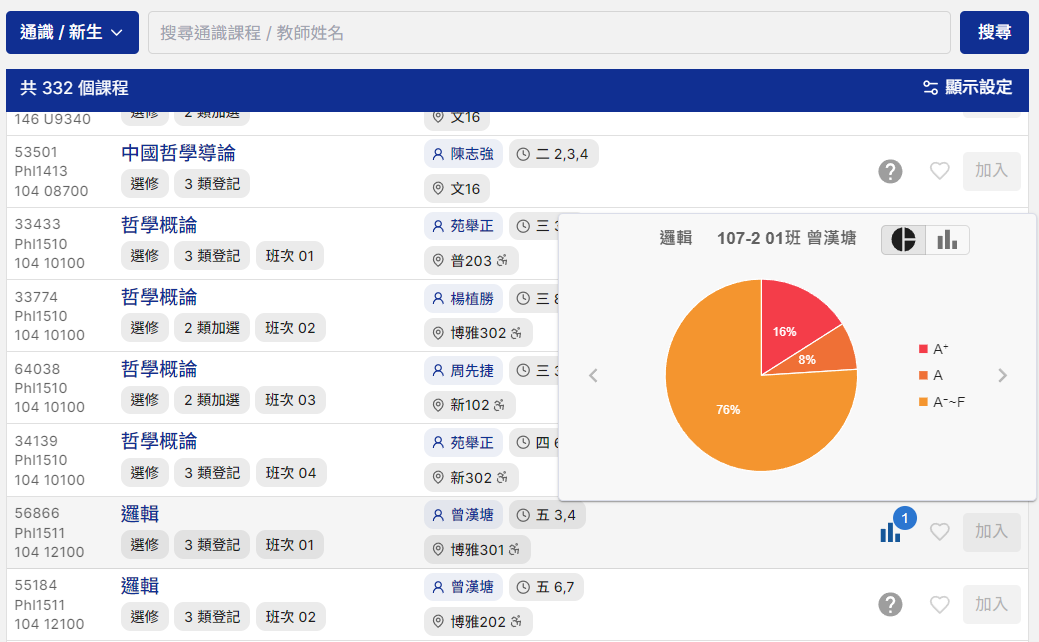 通識 / 新生
搜尋通識課程 / 教師姓名
搜尋
共 332 個課程
顯示設定
146 U9340
選修 2 類加選
文16
53501
Phl1413
104 08700
中國哲學導論
選修 3 類登記
陳志強 二 2,3,4
文16
加入
33433
Phl1510
104 10100
哲學概論
選修 3 類登記 班次 01
苑舉正 三
普203
33774
Phl1510
104 10100
哲學概論
選修 2 類加選 班次 02
楊植勝 三
博雅302
64038
Phl1510
104 10100
哲學概論
選修 2 類加選 班次 03
周先捷 三
新102
34139
Phl1510
104 10100
哲學概論
選修 3 類登記 班次 04
苑舉正 四
新302
邏輯 107-2 01班 曾漢塘
16%
8%
76%
A⁺
A
A⁻~F
56866
Phl1511
104 12100
邏輯
選修 3 類登記 班次 01
曾漢塘 五 3,4
博雅301
1
加入
55184
Phl1511
104 12100
邏輯
選修 3 類登記 班次 02
曾漢塘 五 6,7
博雅202
加入